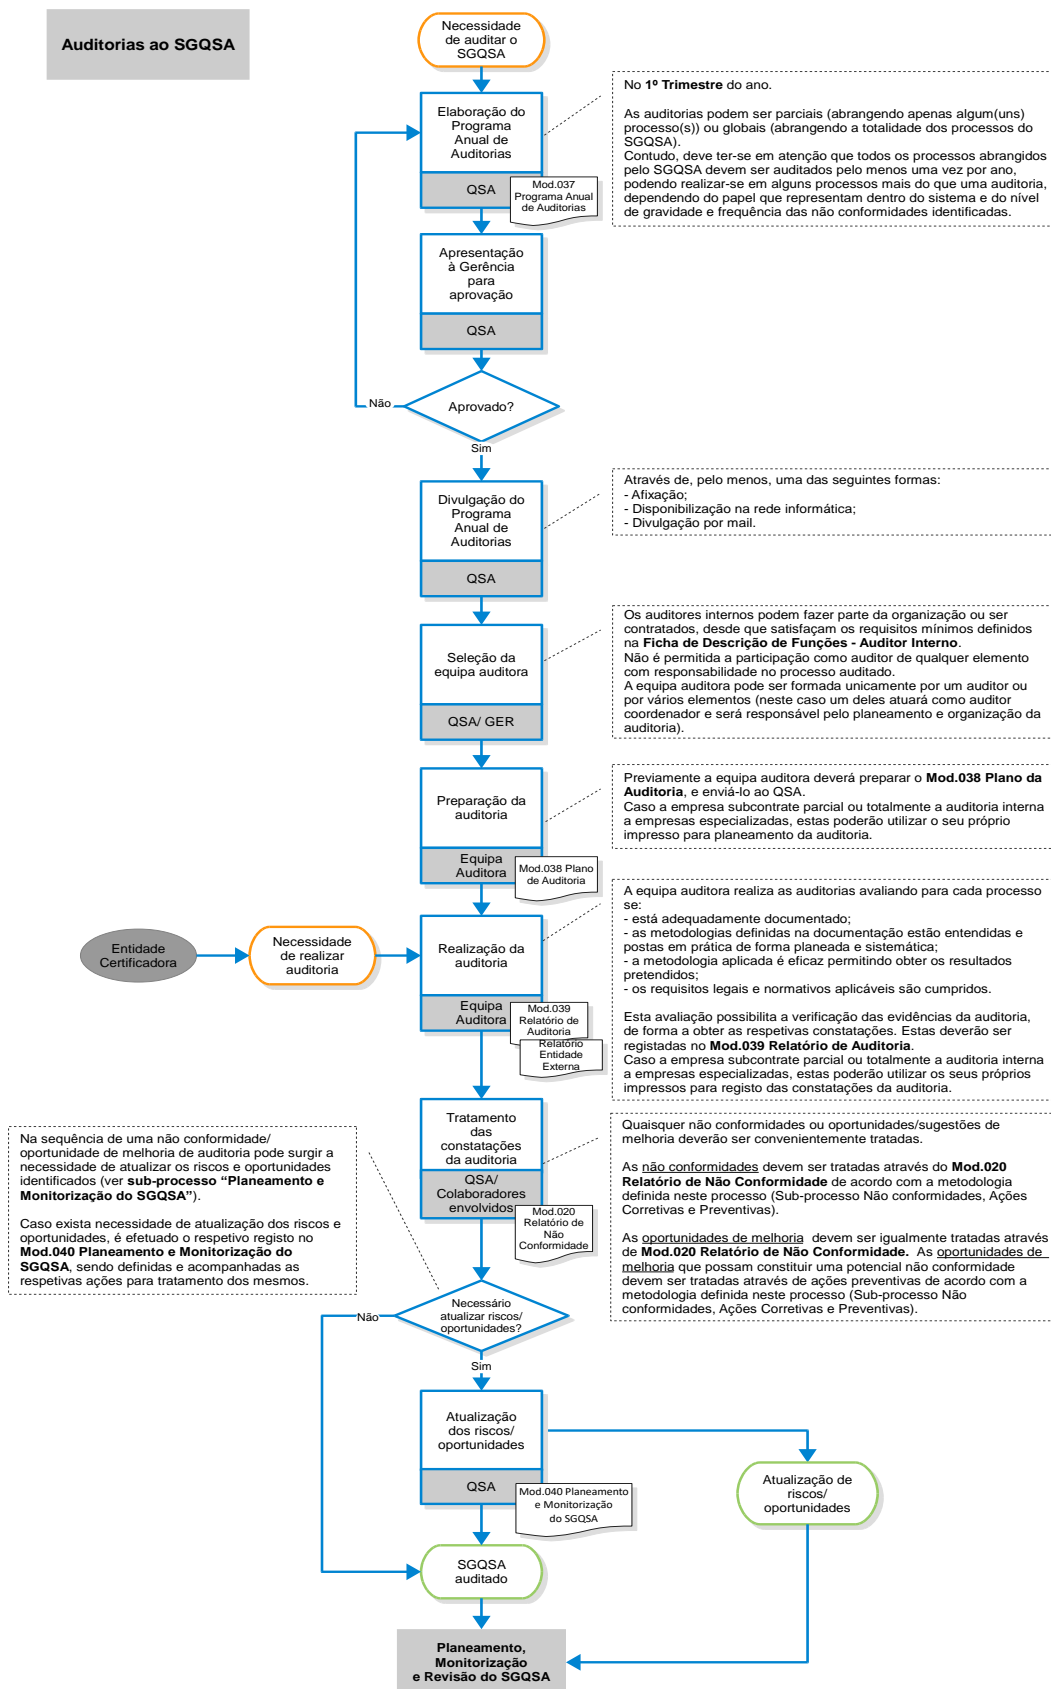 Auditorias ao SGQSA
Necessidade
de auditar o
SGQSA
Elaboração do
Programa
Anual de
Auditorias
QSA
Mod.037
Programa Anual
de Auditorias
No 1º Trimestre do ano.
As auditorias podem ser parciais (abrangendo apenas algum(uns)
processo(s)) ou globais (abrangendo a totalidade dos processos do
SGQSA).
Contudo, deve ter-se em atenção que todos os processos abrangidos
pelo SGQSA devem ser auditados pelo menos uma vez por ano,
podendo realizar-se em alguns processos mais do que uma auditoria,
dependendo do papel que representam dentro do sistema e do nível
de gravidade e frequência das não conformidades identificadas.
Apresentação
à Gerência
para
aprovação
QSA
Não
Aprovado?
Sim
Divulgação do
Programa
Anual de
Auditorias
QSA
Através de, pelo menos, uma das seguintes formas:
- Afixação;
- Disponibilização na rede informática;
- Divulgação por mail.
Seleção da
equipa auditora
QSA/ GER
Os auditores internos podem fazer parte da organização ou ser
contratados, desde que satisfaçam os requisitos mínimos definidos
na Ficha de Descrição de Funções - Auditor Interno.
Não é permitida a participação como auditor de qualquer elemento
com responsabilidade no processo auditado.
A equipa auditora pode ser formada unicamente por um auditor ou
por vários elementos (neste caso um deles atuará como auditor
coordenador e será responsável pelo planeamento e organização da
auditoria).
Preparação da
auditoria
Equipa
Auditora
Mod.038 Plano
de Auditoria
Previamente a equipa auditora deverá preparar o Mod.038 Plano da
Auditoria, e enviá-lo ao QSA.
Caso a empresa subcontrate parcial ou totalmente a auditoria interna
a empresas especializadas, estas poderão utilizar o seu próprio
impresso para planeamento da auditoria.
Entidade
Certificadora
Necessidade
de realizar
auditoria
Realização da
auditoria
Equipa
Auditora
Mod.039
Relatório de
Auditoria
Relatório
Entidade
Externa
A equipa auditora realiza as auditorias avaliando para cada processo
se:
- está adequadamente documentado;
- as metodologias definidas na documentação estão entendidas e
postas em prática de forma planeada e sistemática;
- a metodologia aplicada é eficaz permitindo obter os resultados
pretendidos;
- os requisitos legais e normativos aplicáveis são cumpridos.
Esta avaliação possibilita a verificação das evidências da auditoria,
de forma a obter as respetivas constatações. Estas deverão ser
registadas no Mod.039 Relatório de Auditoria.
Caso a empresa subcontrate parcial ou totalmente a auditoria interna
a empresas especializadas, estas poderão utilizar os seus próprios
impressos para registo das constatações da auditoria.
Na sequência de uma não conformidade/
oportunidade de melhoria de auditoria pode surgir a
necessidade de atualizar os riscos e oportunidades
identificados (ver sub-processo “Planeamento e
Monitorização do SGQSA”).
Caso exista necessidade de atualização dos riscos e
oportunidades, é efetuado o respetivo registo no
Mod.040 Planeamento e Monitorização do
SGQSA, sendo definidas e acompanhadas as
respetivas ações para tratamento dos mesmos.
Tratamento
das
constatações
da auditoria
QSA/
Colaboradores
envolvidos
Mod.020
Relatório de
Não
Conformidade
Quaisquer não conformidades ou oportunidades/sugestões de
melhoria deverão ser convenientemente tratadas.
As não conformidades devem ser tratadas através do Mod.020
Relatório de Não Conformidade de acordo com a metodologia
definida neste processo (Sub-processo Não conformidades, Ações
Corretivas e Preventivas).
As oportunidades de melhoria devem ser igualmente tratadas através
de Mod.020 Relatório de Não Conformidade. As oportunidades de
melhoria que possam constituir uma potencial não conformidade
devem ser tratadas através de ações preventivas de acordo com a
metodologia definida neste processo (Sub-processo Não
conformidades, Ações Corretivas e Preventivas).
Não
Necessário
atualizar riscos/
oportunidades?
Sim
Atualização
dos riscos/
oportunidades
QSA
Mod.040 Planeamento
e Monitorização
do SGQSA
Atualização de
riscos/
oportunidades
SGQSA
auditado
Planeamento,
Monitorização
e Revisão do SGQSA